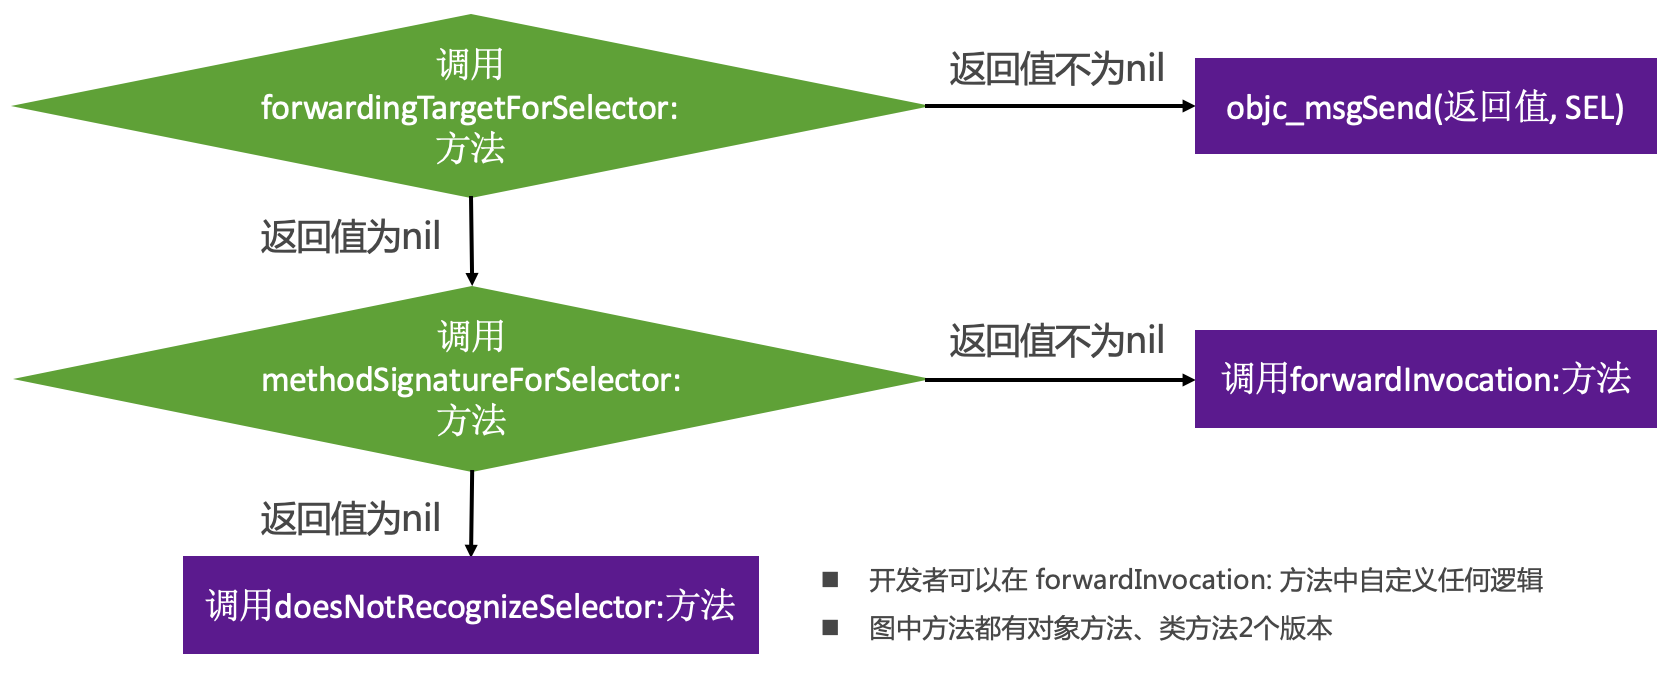 调用
forwardingTargetForSelector:
方法
返回值不为nil
objc_msgSend(返回值, SEL)
返回值为nil
调用
methodSignatureForSelector:
方法
返回值不为nil
调用forwardInvocation:方法
返回值为nil
调用doesNotRecognizeSelector:方法
■ 开发者可以在 forwardInvocation: 方法中自定义任何逻辑
■ 图中方法都有对象方法、类方法2个版本